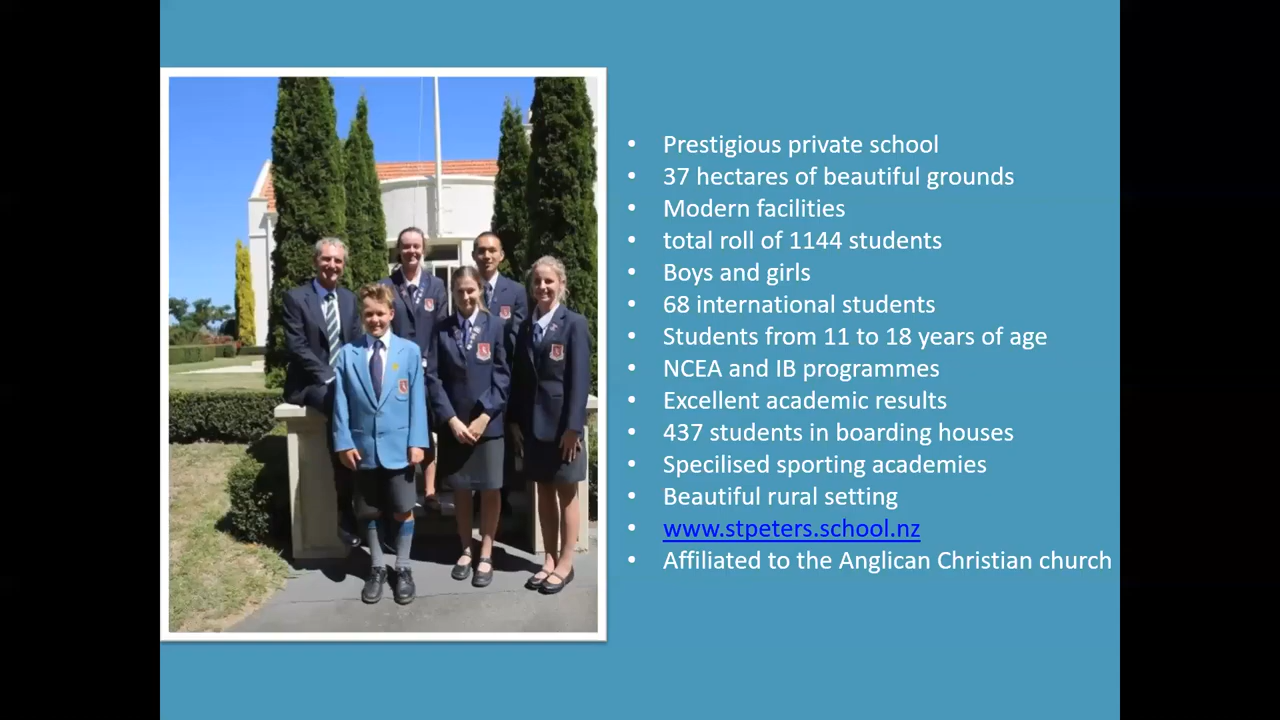 • Prestigious private school
• 37 hectares of beautiful grounds
• Modern facilities
• total roll of 1144 students
• Boys and girls
• 68 international students
• Students from 11 to 18 years of age
• NCEA and IB programmes
• Excellent academic results
• 437 students in boarding houses
• Specilised sporting academies
• Beautiful rural setting
• www.stpeters.school.nz
• Affiliated to the Anglican Christian church